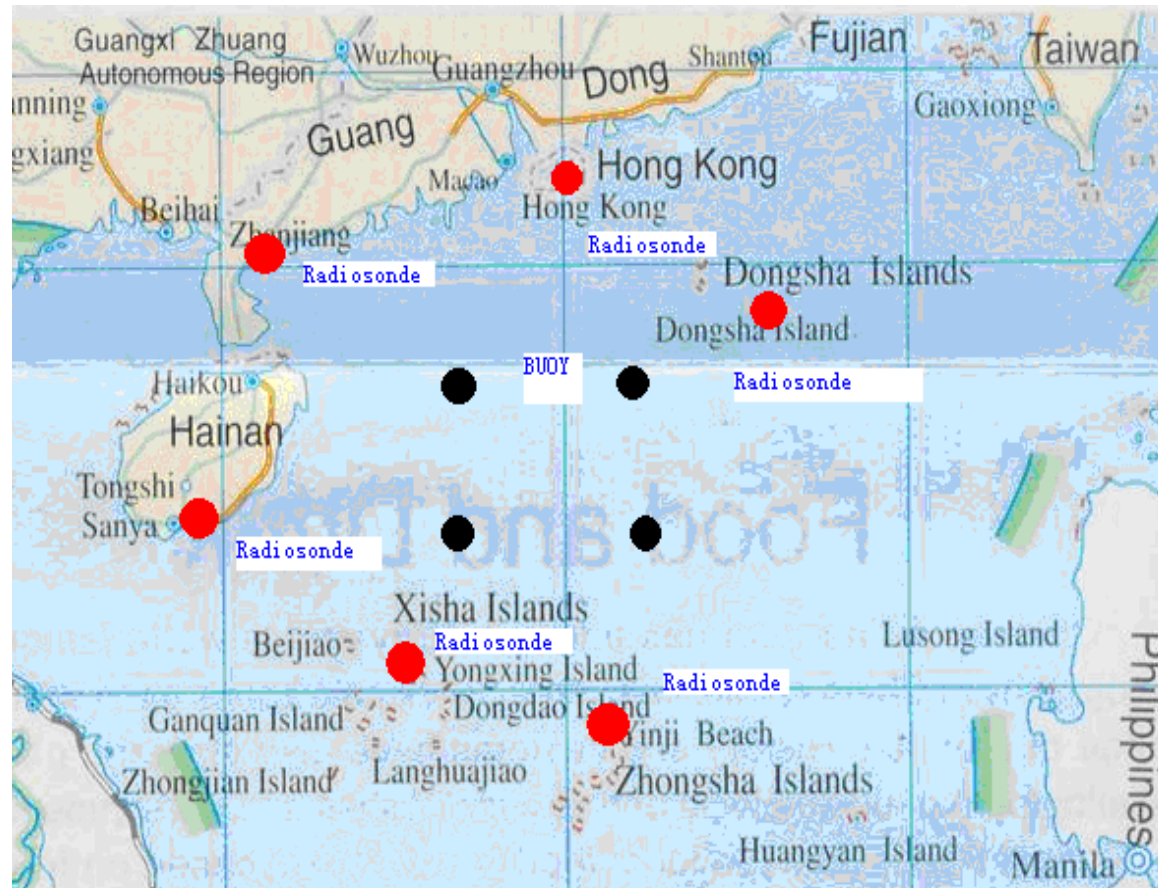 Guangxi Zhuang
Autonomous Region
Wuzhou
Guangzhou
Dong
Shantou
Fujian
Taiwan
anning
Gaoxiong
Guang
gxiang
Macao
Hong Kong
Hong Kong
Beihai
Zhanjiang
Radiosonde
Radiosonde
Dongsha Islands
Dongsha Island
BUOY
Radiosonde
Haikou
Hainan
Tongshi
Sanya
Radiosonde
Food and
Xisha Islands
Beijiao
Radiosonde
Yongxing Island
Lusong Island
Radiosonde
Ganquan Island
Dongdao Island
Yinji Beach
Philippines
Zhongjian Island
Langhuajiao
Zhongsha Islands
Huangyan Island
Manila